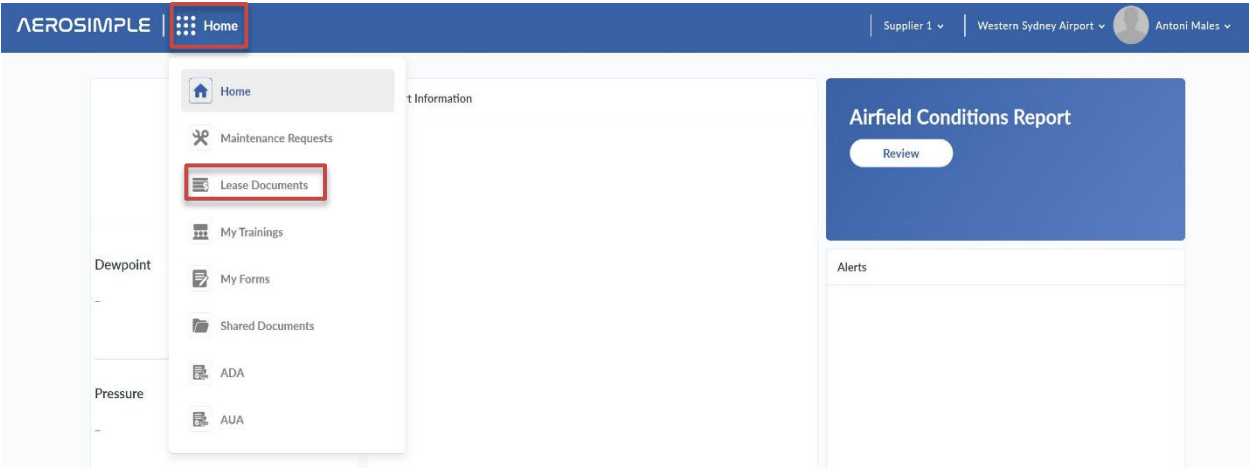 AEROSIMPLE
Home
Supplier 1
Western Sydney Airport
Antoni Males
Home
Maintenance Requests
Lease Documents
My Trainings
My Forms
Shared Documents
ADA
AUA
t Information
Dewpoint
–
Pressure
–
Airfield Conditions Report
Review
Alerts